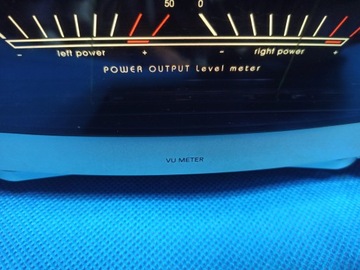 50 0
- left power + - right power +
POWER OUTPUT Level meter
VU METER